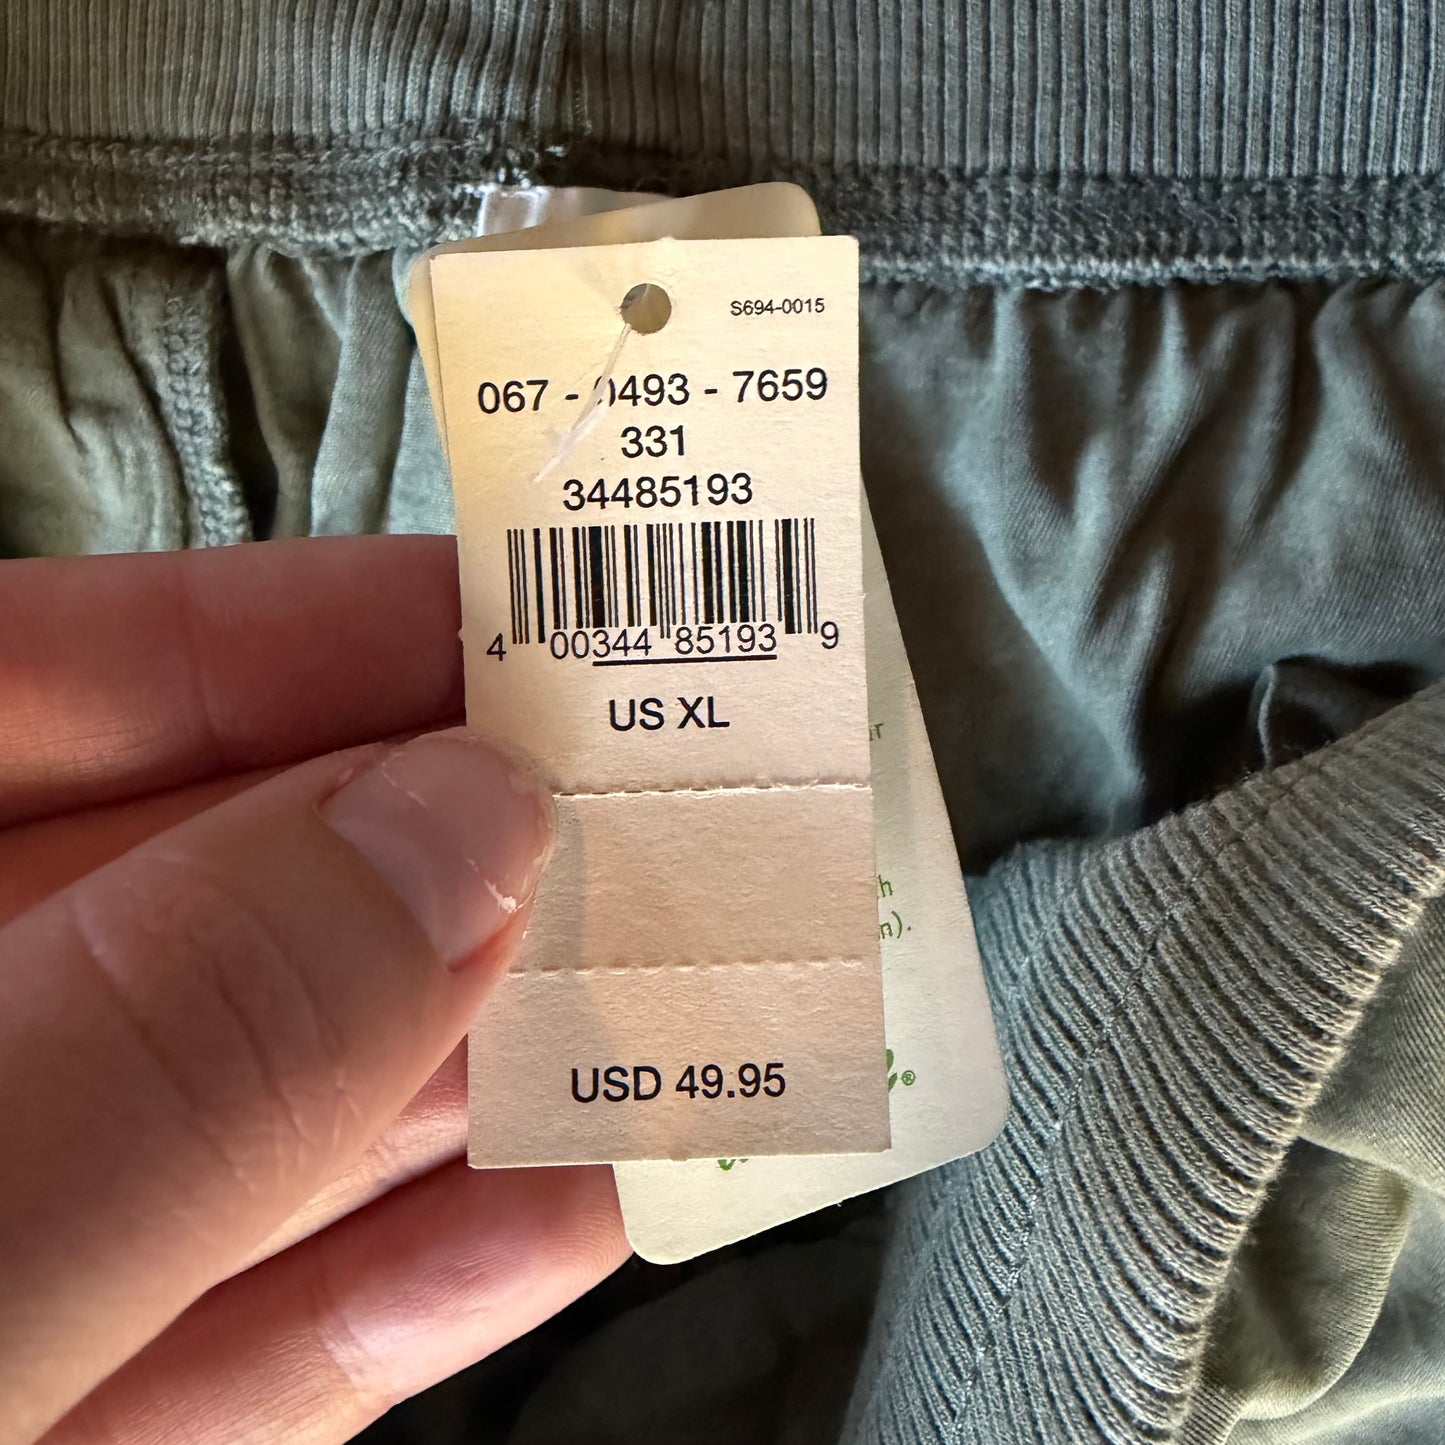 S694-0015
067 - 0493 - 7659
331
34485193
4 00344 85193 9
US XL
n).
USD 49.95
®